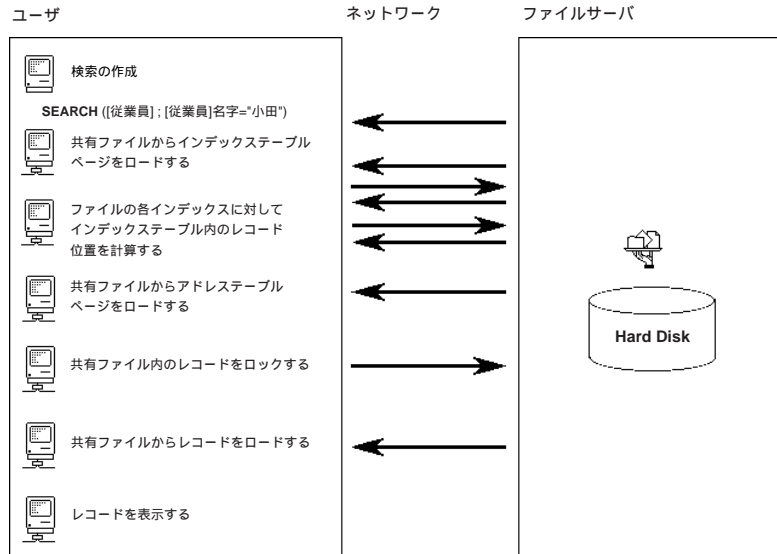 ユーザ
ネットワーク
ファイルサーバ
検索の作成
SEARCH ([従業員] ; [従業員]名字="小田")
共有ファイルからインデックステーブル
ページをロードする
ファイルの各インデックスに対して
インデックステーブル内のレコード
位置を計算する
共有ファイルからアドレステーブル
ページをロードする
共有ファイル内のレコードをロックする
共有ファイルからレコードをロードする
レコードを表示する
Hard Disk